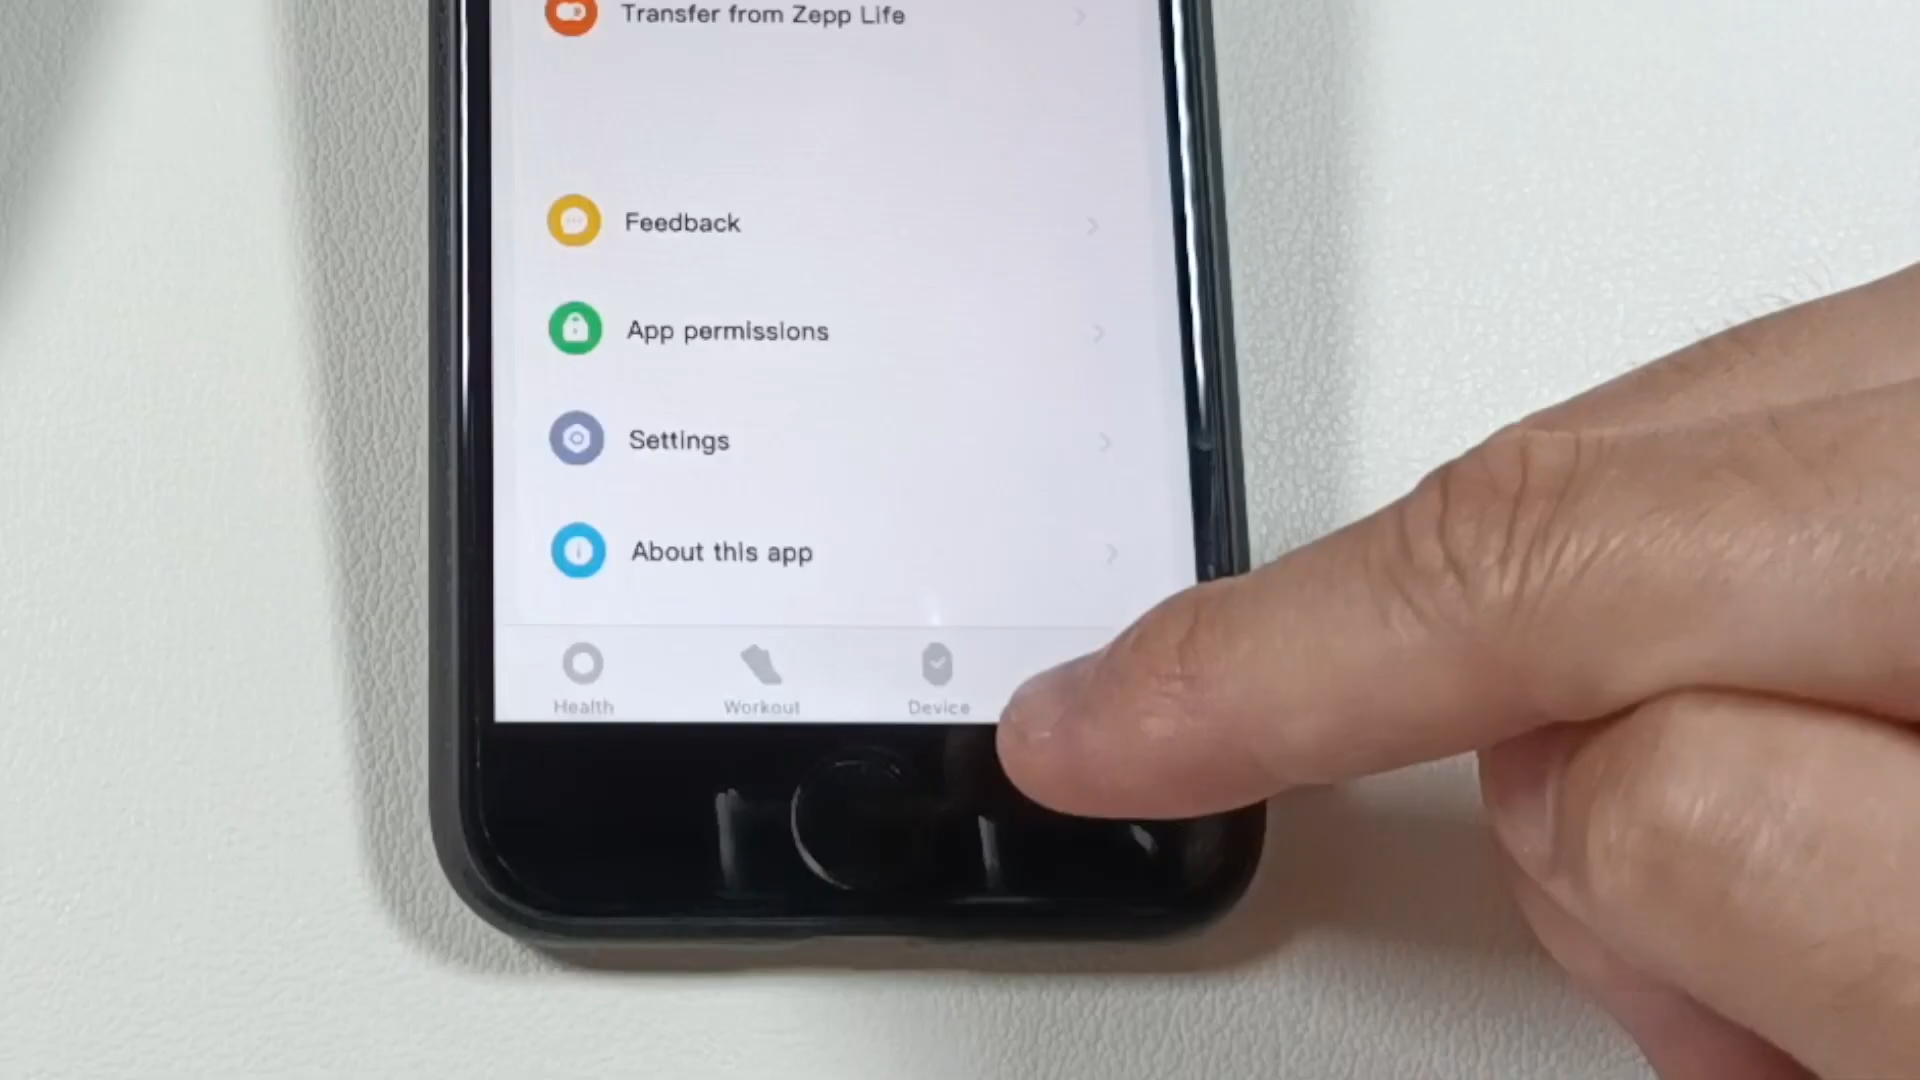 Transfer from Zepp Life
Feedback
App permissions
Settings
About this app
Health
Workout
Device